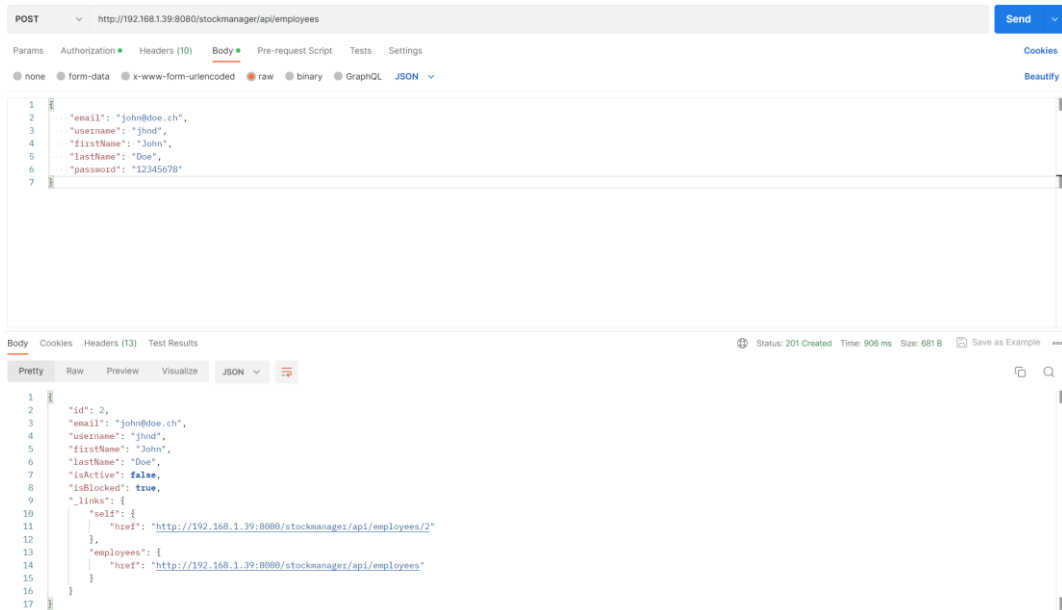 POST http://192.168.1.39:8080/stockmanager/api/employees Send
Params Authorization Headers (10) Body Pre-request Script Tests Settings Cookies
none form-data x-www-form-urlencoded raw binary GraphQL JSON Beautify
1 {
2 "email": "john@doe.ch",
3 "username": "jhnd",
4 "firstName": "John",
5 "lastName": "Doe",
6 "password": "12345678"
7 }
Body Cookies Headers (13) Test Results Status: 201 Created Time: 906 ms Size: 681 B Save as Example
Pretty Raw Preview Visualize JSON
1 {
2 "id": 2,
3 "email": "john@doe.ch",
4 "username": "jhnd",
5 "firstName": "John",
6 "lastName": "Doe",
7 "isActive": false,
8 "isBlocked": true,
9 "_links": {
10 "self": {
11 "href": "http://192.168.1.39:8080/stockmanager/api/employees/2"
12 },
13 "employees": {
14 "href": "http://192.168.1.39:8080/stockmanager/api/employees"
15 }
16 }
17 }